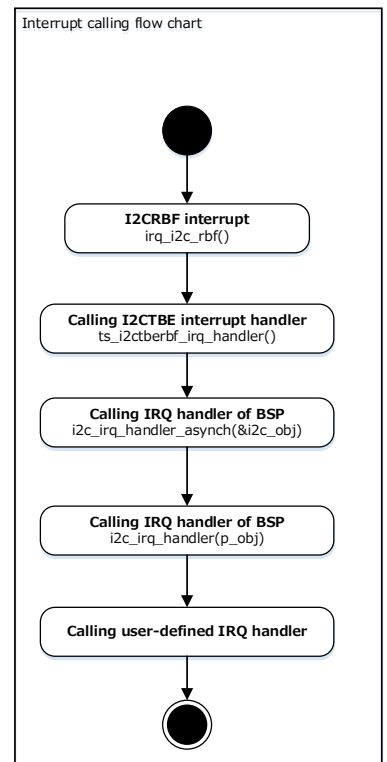 Interrupt calling flow chart
I2CRBF interrupt
irq_i2c_rbf()
Calling I2CTBE interrupt handler
ts_i2ctberbf_irq_handler()
Calling IRQ handler of BSP
i2c_irq_handler_asynch(&i2c_obj)
Calling IRQ handler of BSP
i2c_irq_handler(p_obj)
Calling user-defined IRQ handler